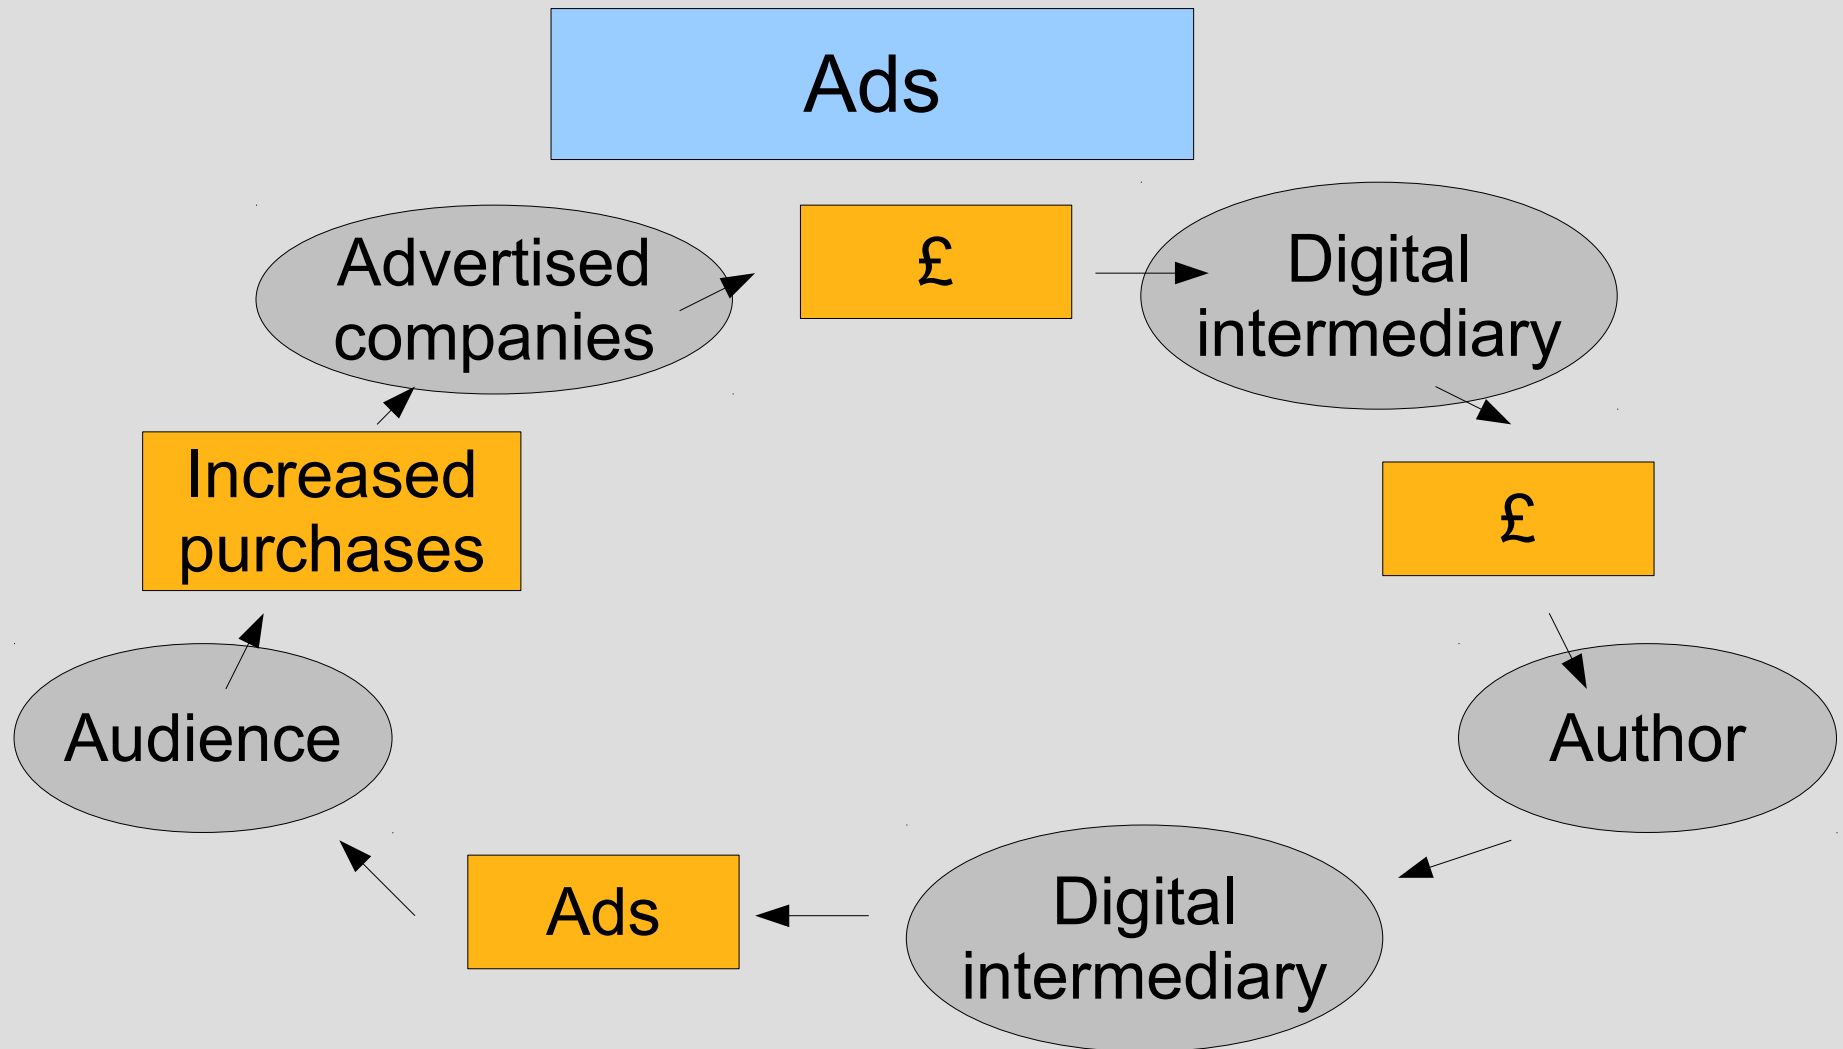 Ads
Advertised
companies
£
Digital
intermediary
Increased
purchases
£
Audience
Author
Ads
Digital
intermediary